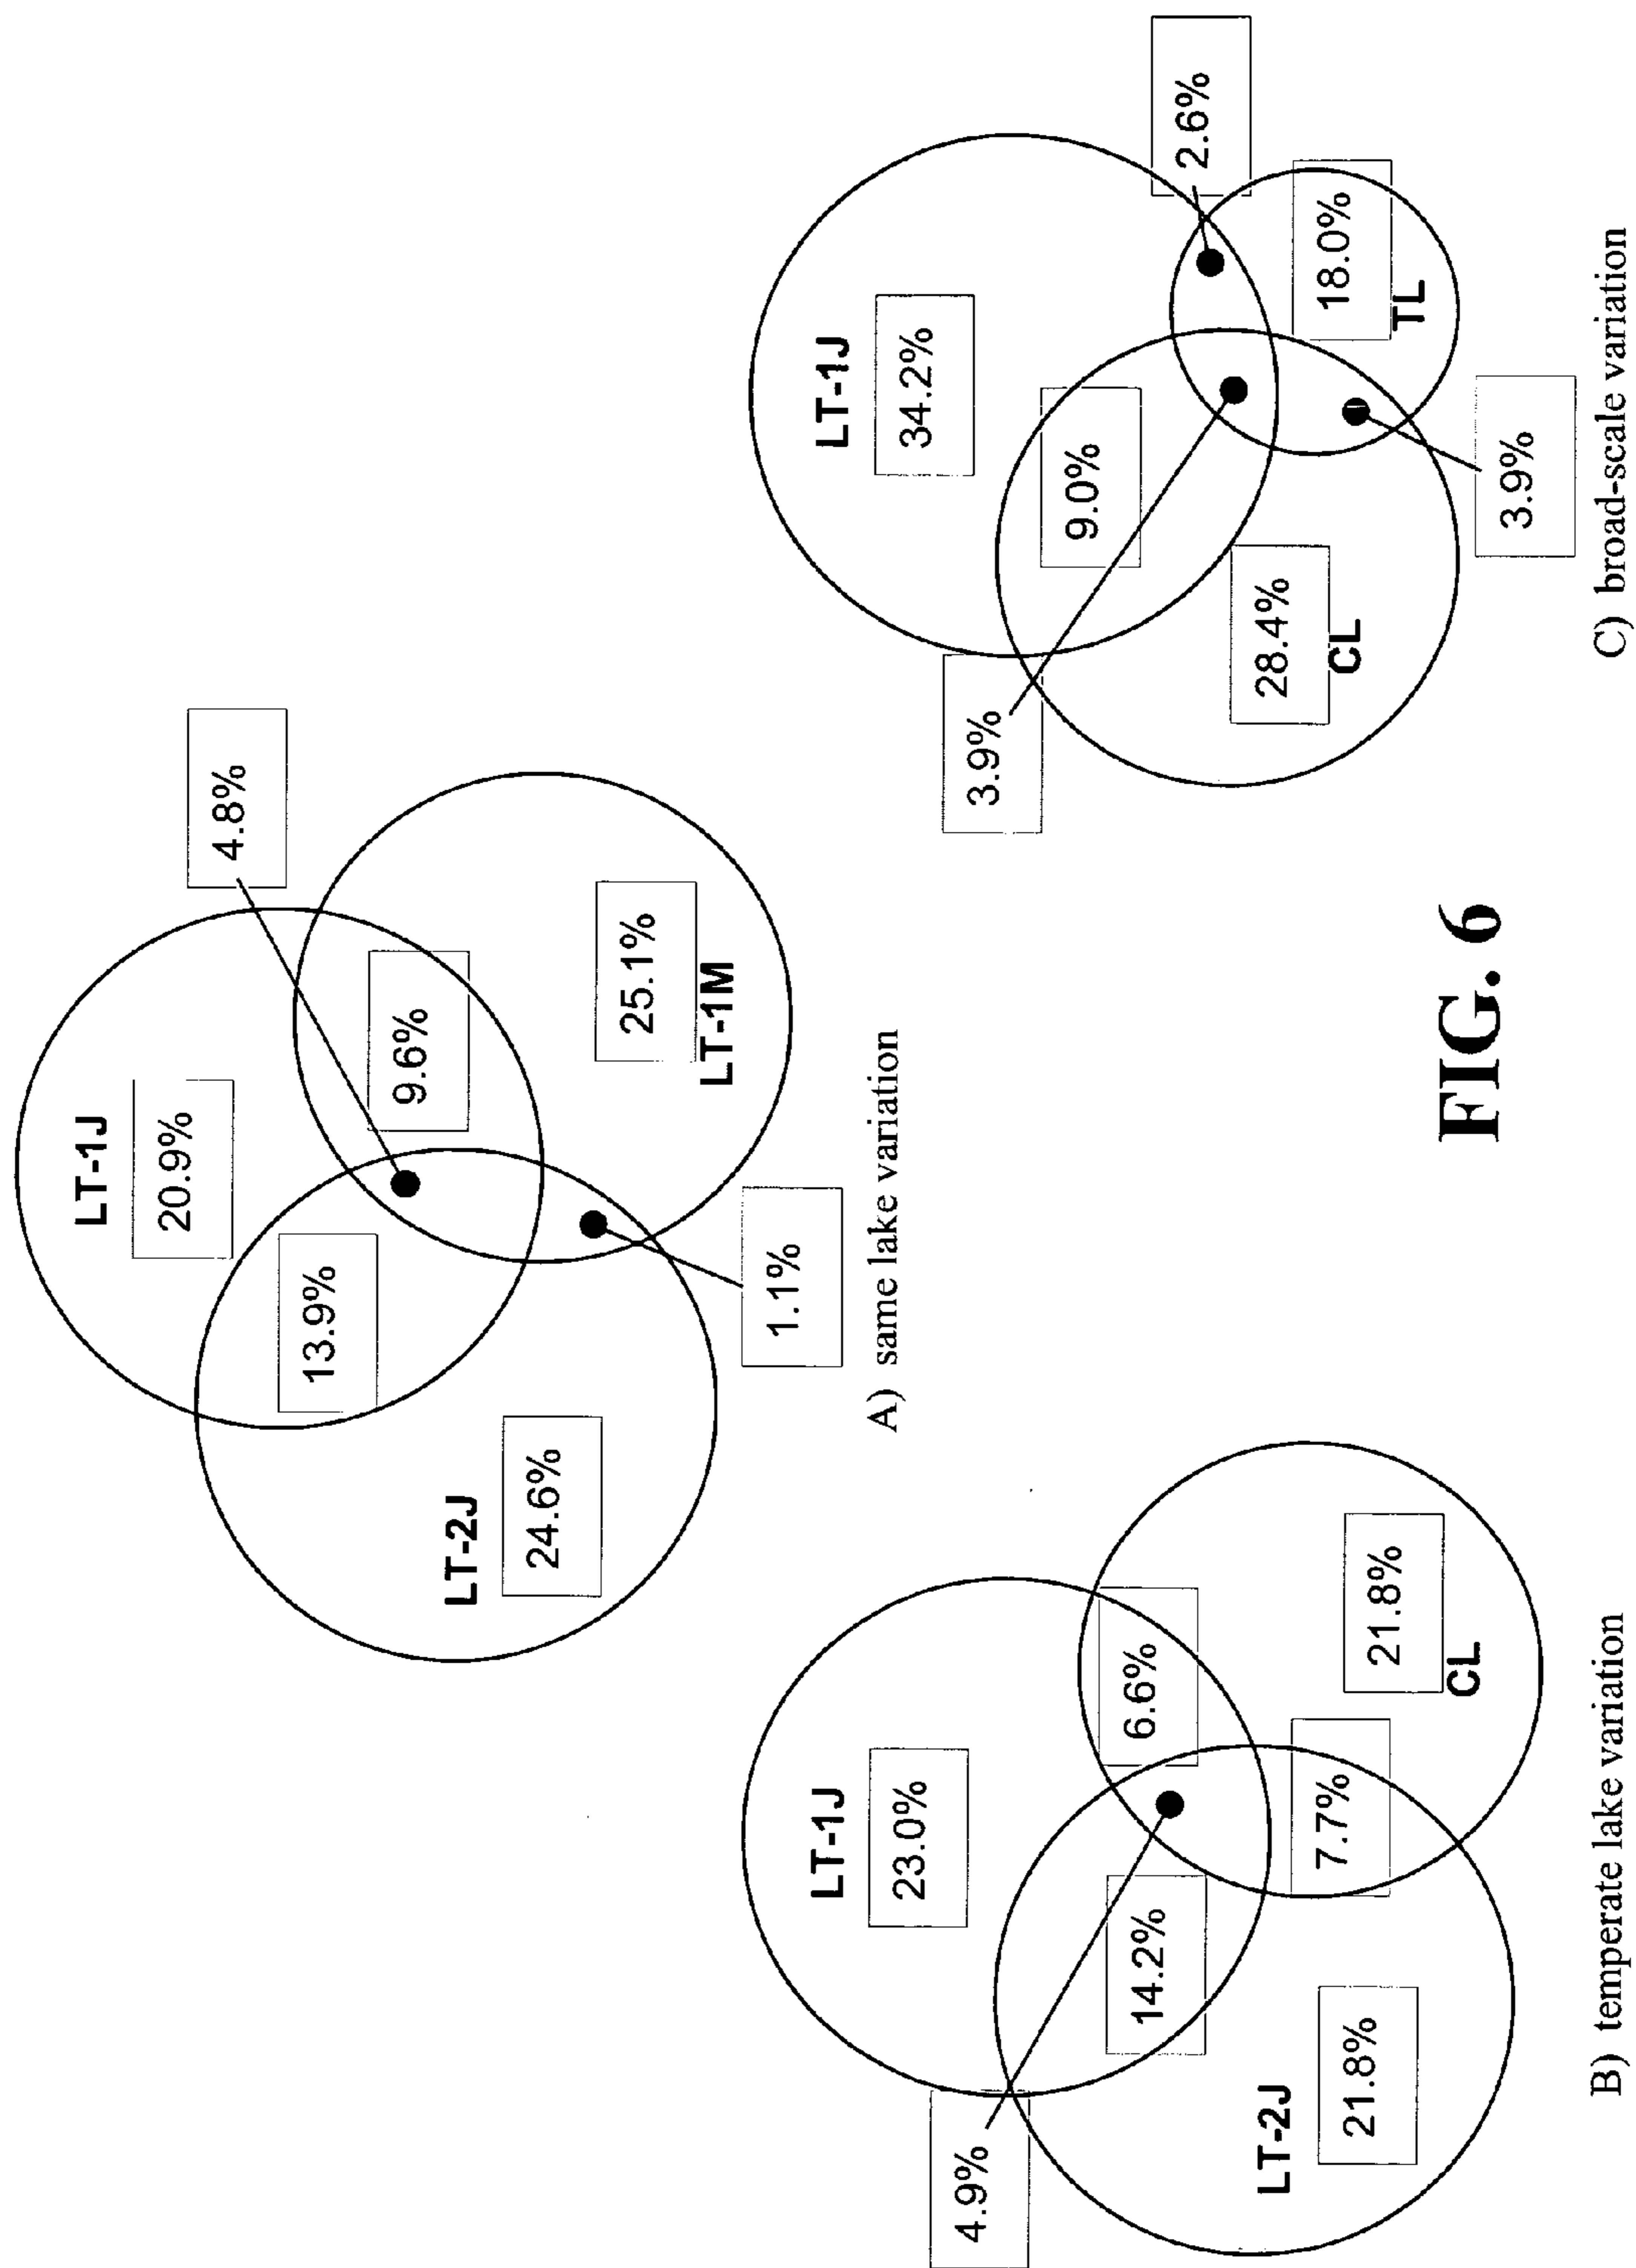 LT-1J
20.9%
4.8%
13.9%
9.6%
LT-2J
24.6%
25.1%
LT-1M
1.1%
A) same lake variation
LT-1J
23.0%
4.9%
14.2%
6.6%
LT-2J
21.8%
7.7%
21.8%
CL
B) temperate lake variation
LT-1J
34.2%
3.9%
9.0%
2.6%
28.4%
CL
18.0%
TL
3.9%
C) broad-scale variation
FIG. 6